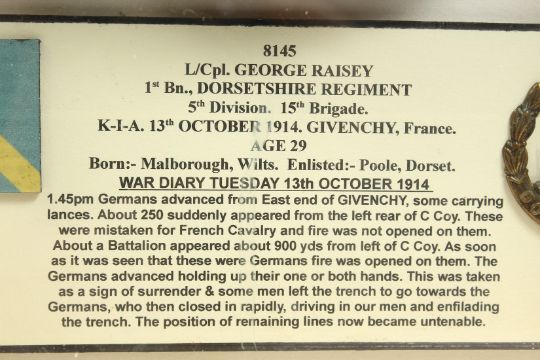 8145
L/Cpl. GEORGE RAISEY
1st Bn., DORSETSHIRE REGIMENT
5th Division. 15th Brigade.
K-I-A. 13th OCTOBER 1914. GIVENCHY, France.
AGE 29
Born:- Malborough, Wilts. Enlisted:- Poole, Dorset.
WAR DIARY TUESDAY 13th OCTOBER 1914
1.45pm Germans advanced from East end of GIVENCHY, some carrying
lances. About 250 suddenly appeared from the left rear of C Coy. These
were mistaken for French Cavalry and fire was not opened on them.
About a Battalion appeared about 900 yds from left of C Coy. As soon
as it was seen that these were Germans fire was opened on them. The
Germans advanced holding up their one or both hands. This was taken
as a sign of surrender & some men left the trench to go towards the
Germans, who then closed in rapidly, driving in our men and enfilading
the trench. The position of remaining lines now became untenable.